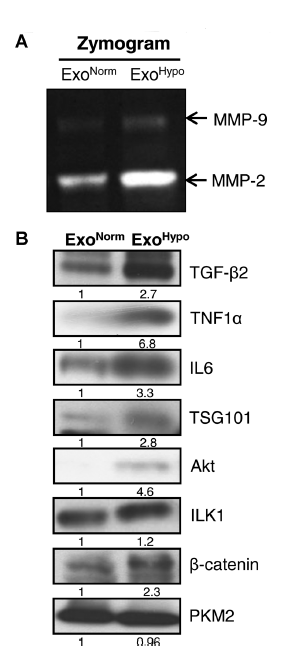 A
Zymogram
ExoNorm ExoHypo
MMP-9
MMP-2
B
ExoNorm ExoHypo
TGF-β2
1 2.7
TNF1α
1 6.8
IL6
1 3.3
TSG101
1 2.8
Akt
1 4.6
ILK1
1 1.2
β-catenin
1 2.3
PKM2
1 0.96